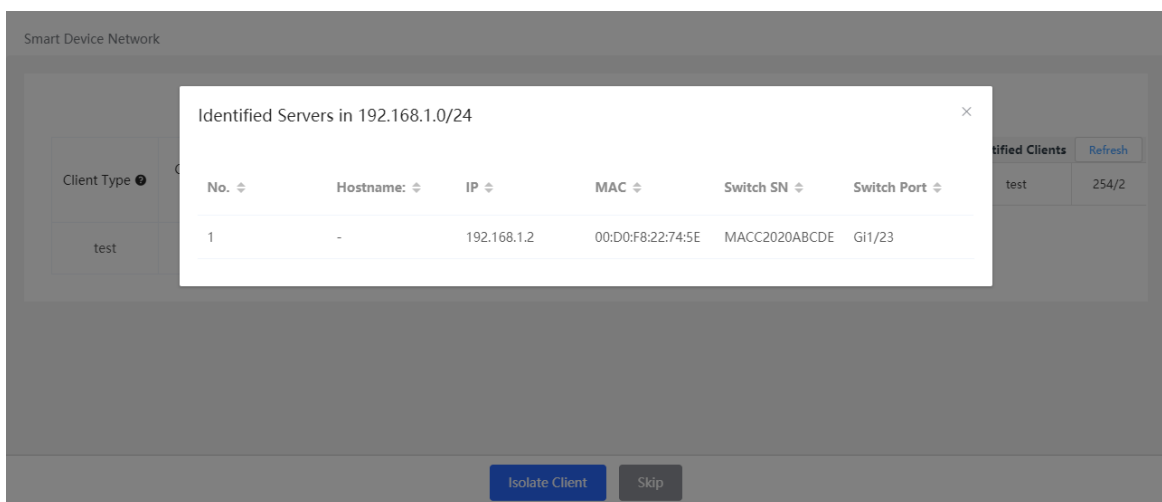 Smart Device Network
Identified Servers in 192.168.1.0/24 ×
tified Clients Refresh
Client Type
test 254/2
No. Hostname: IP MAC Switch SN Switch Port
1 - 192.168.1.2 00:D0:F8:22:74:5E MACC2020ABCDE Gi1/23
test
Isolate Client Skip